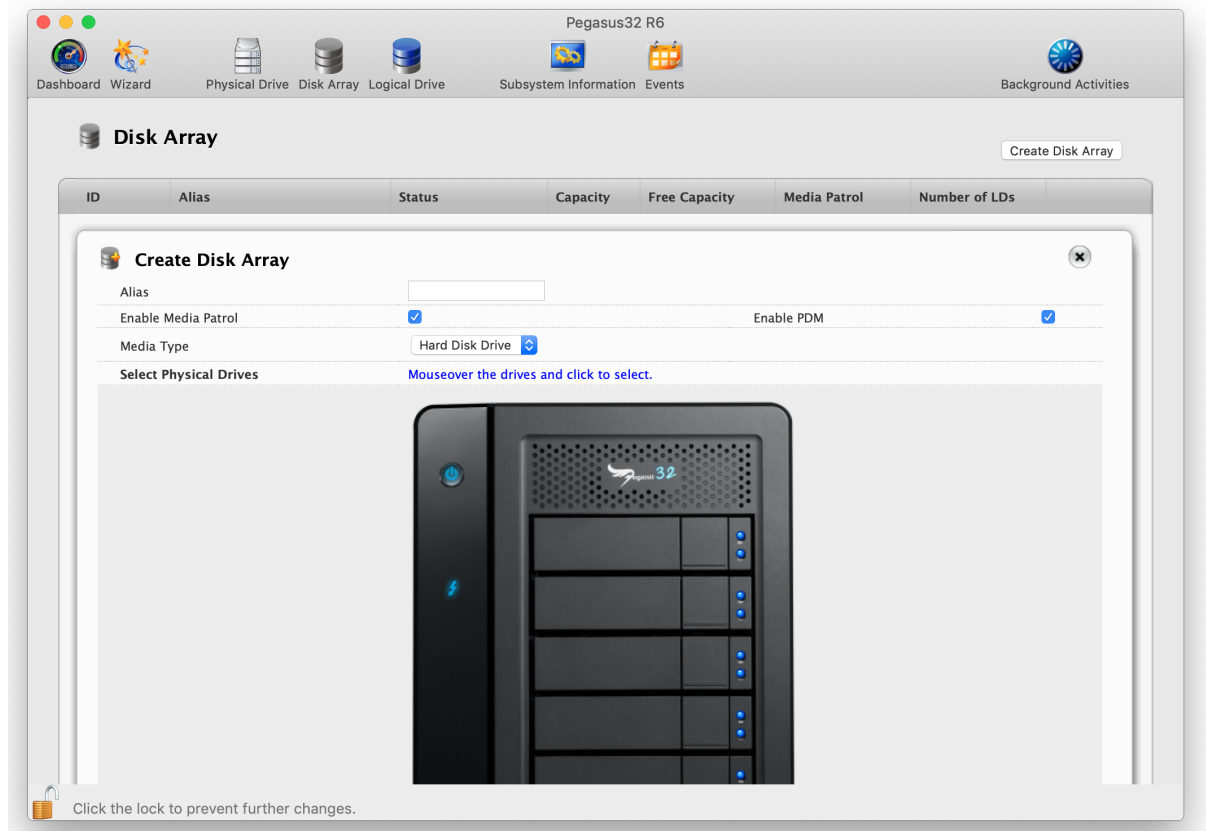 Pegasus32 R6
Dashboard Wizard Physical Drive Disk Array Logical Drive Subsystem Information Events Background Activities
Disk Array
Create Disk Array
ID Alias Status Capacity Free Capacity Media Patrol Number of LDs
Create Disk Array
Alias
Enable Media Patrol Enable PDM
Media Type Hard Disk Drive
Select Physical Drives Mouseover the drives and click to select.
Pegasus 32
Click the lock to prevent further changes.